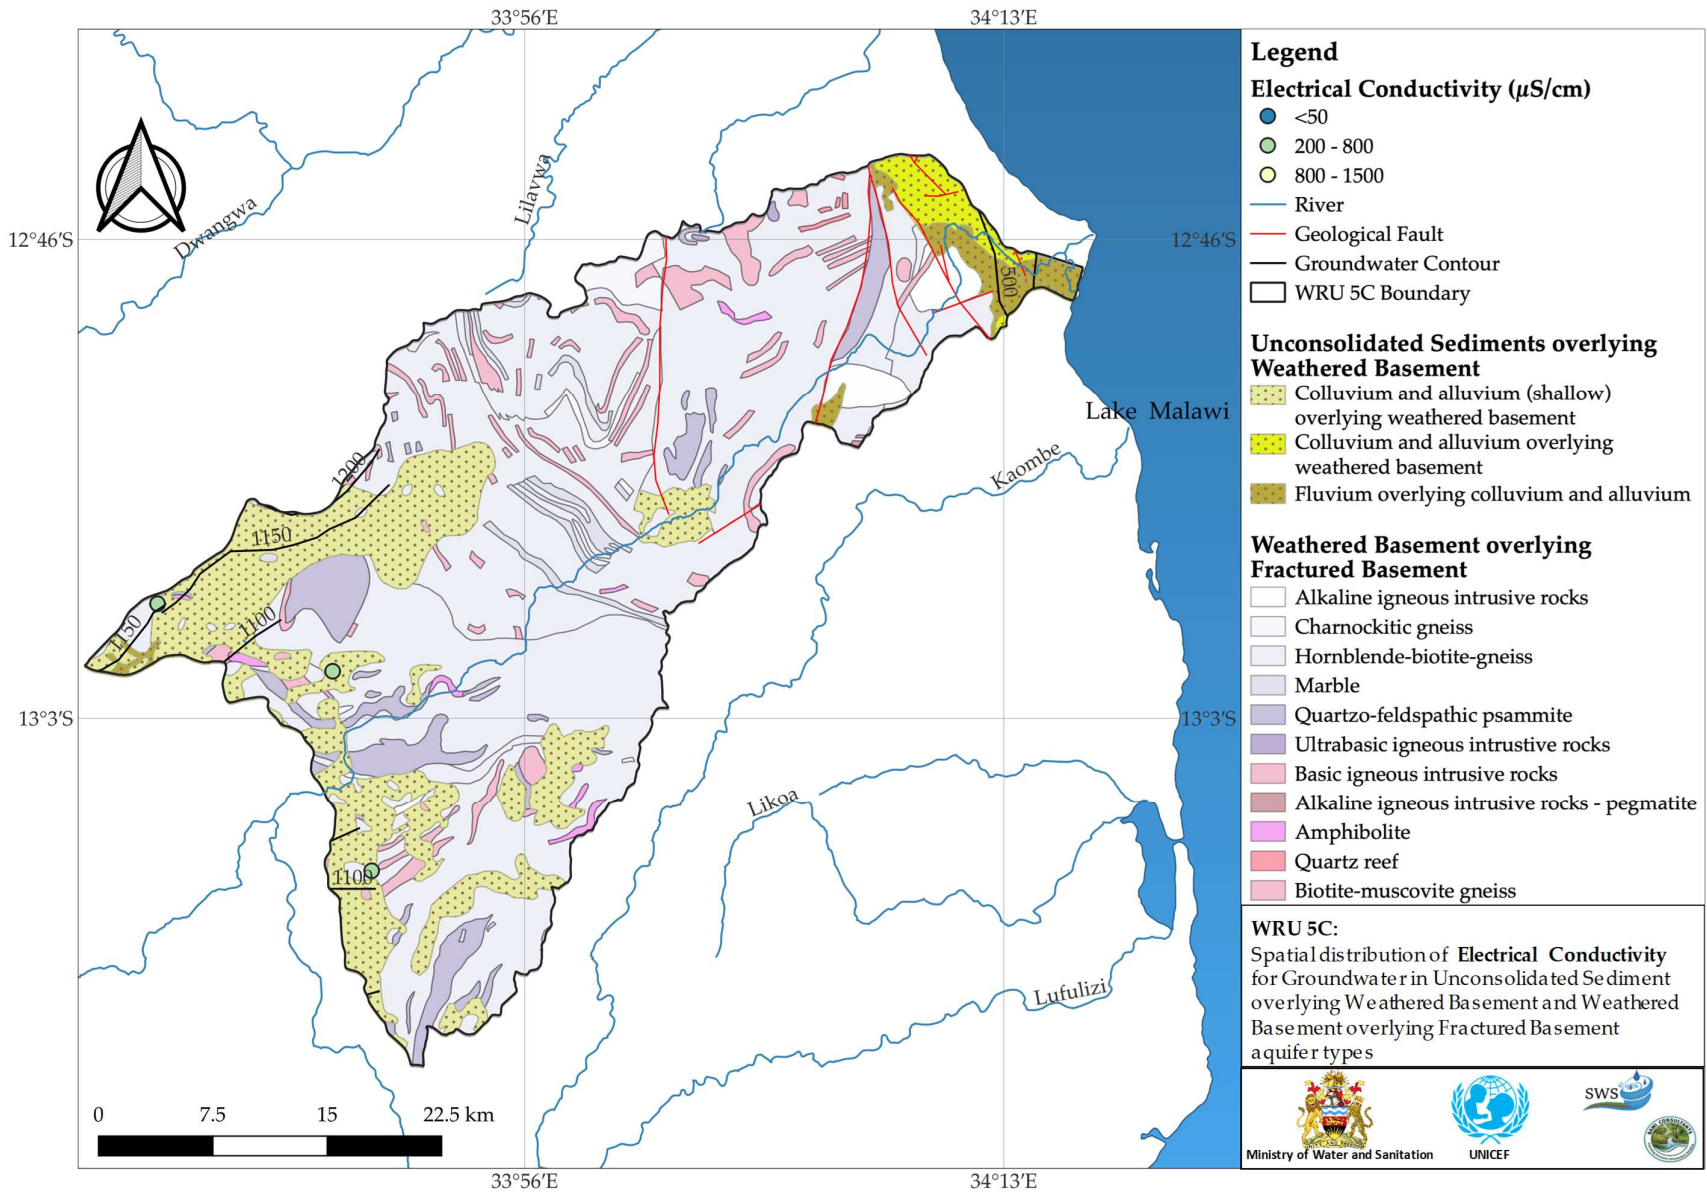 33°56'E
34°13'E
Dwangwa
Lilavwa
12°46'S
12°46'S
500
Lake Malawi
Kaombe
1200
1150
1150
1100
13°3'S
13°3'S
Likoa
1100
Lufulizi
0 7.5 15 22.5 km
33°56'E
34°13'E
Legend
Electrical Conductivity (µS/cm)
<50
200 - 800
800 - 1500
River
Geological Fault
Groundwater Contour
WRU 5C Boundary
Unconsolidated Sediments overlying
Weathered Basement
Colluvium and alluvium (shallow)
overlying weathered basement
Colluvium and alluvium overlying
weathered basement
Fluvium overlying colluvium and alluvium
Weathered Basement overlying
Fractured Basement
Alkaline igneous intrusive rocks
Charnockitic gneiss
Hornblende-biotite-gneiss
Marble
Quartzo-feldspathic psammite
Ultrabasic igneous intrustive rocks
Basic igneous intrusive rocks
Alkaline igneous intrusive rocks - pegmatite
Amphibolite
Quartz reef
Biotite-muscovite gneiss
WRU 5C:
Spatial distribution of Electrical Conductivity
for Groundwater in Unconsolidated Sediment
overlying Weathered Basement and Weathered
Basement overlying Fractured Basement
aquifer types
Ministry of Water and Sanitation
UNICEF
SWS